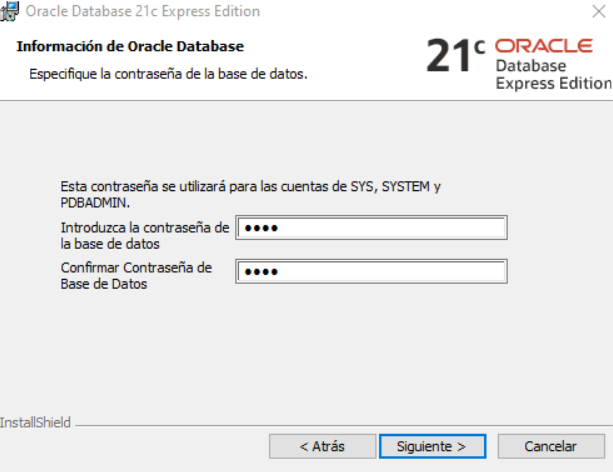 Oracle Database 21c Express Edition
Información de Oracle Database
Especifique la contraseña de la base de datos.
21c ORACLE
Database
Express Edition
Esta contraseña se utilizará para las cuentas de SYS, SYSTEM y
PDBADMIN.
Introduzca la contraseña de
la base de datos
••••
Confirmar Contraseña de
Base de Datos
••••
InstallShield
< Atrás
Siguiente >
Cancelar